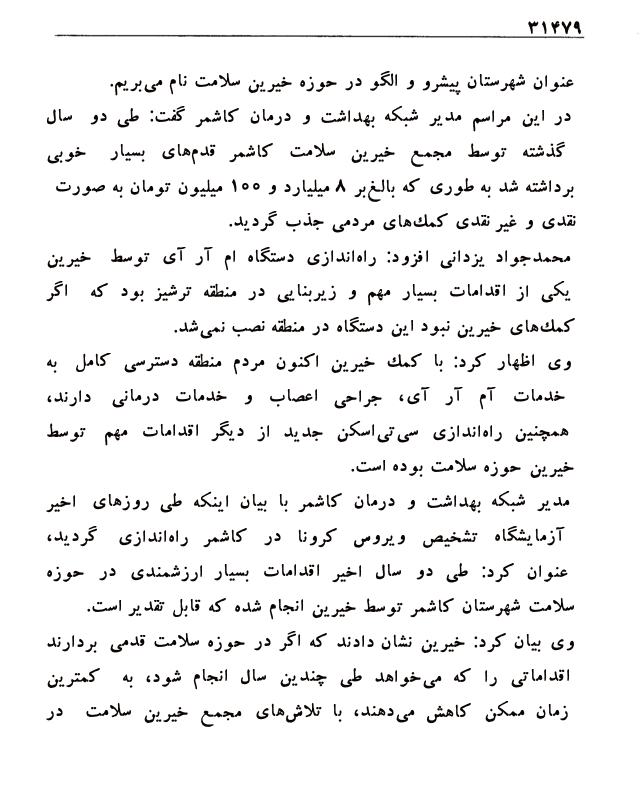 ۳۱۴۷۹
عنوان شهرستان پیشرو و الگو در حوزه خیرین سلامت نام می‌بریم.
در این مراسم مدیر شبکه بهداشت و درمان کاشمر گفت: طی دو سال
گذشته توسط مجمع خیرین سلامت کاشمر قدم‌های بسیار خوبی
برداشته شد به طوری که بالغ‌بر ۸ میلیارد و ۱۰۰ میلیون تومان به صورت
نقدی و غیر نقدی کمك‌های مردمی جذب گردید.
محمدجواد یزدانی افزود: راه‌اندازی دستگاه ام آر آی توسط خیرین
یکی از اقدامات بسیار مهم و زیربنایی در منطقه ترشیز بود که اگر
کمك‌های خیرین نبود این دستگاه در منطقه نصب نمی‌شد.
وی اظهار کرد: با کمك خیرین اکنون مردم منطقه دسترسی کامل به
خدمات آم آر آی، جراحی اعصاب و خدمات درمانی دارند،
همچنین راه‌اندازی سی‌تی‌اسکن جدید از دیگر اقدامات مهم توسط
خیرین حوزه سلامت بوده است.
مدیر شبکه بهداشت و درمان کاشمر با بیان اینکه طی روزهای اخیر
آزمایشگاه تشخیص ویروس کرونا در کاشمر راه‌اندازی گردید،
عنوان کرد: طی دو سال اخیر اقدامات بسیار ارزشمندی در حوزه
سلامت شهرستان کاشمر توسط خیرین انجام شده که قابل تقدیر است.
وی بیان کرد: خیرین نشان دادند که اگر در حوزه سلامت قدمی بردارند
اقداماتی را که می‌خواهد طی چندین سال انجام شود، به کمترین
زمان ممکن کاهش می‌دهند، با تلاش‌های مجمع خیرین سلامت در